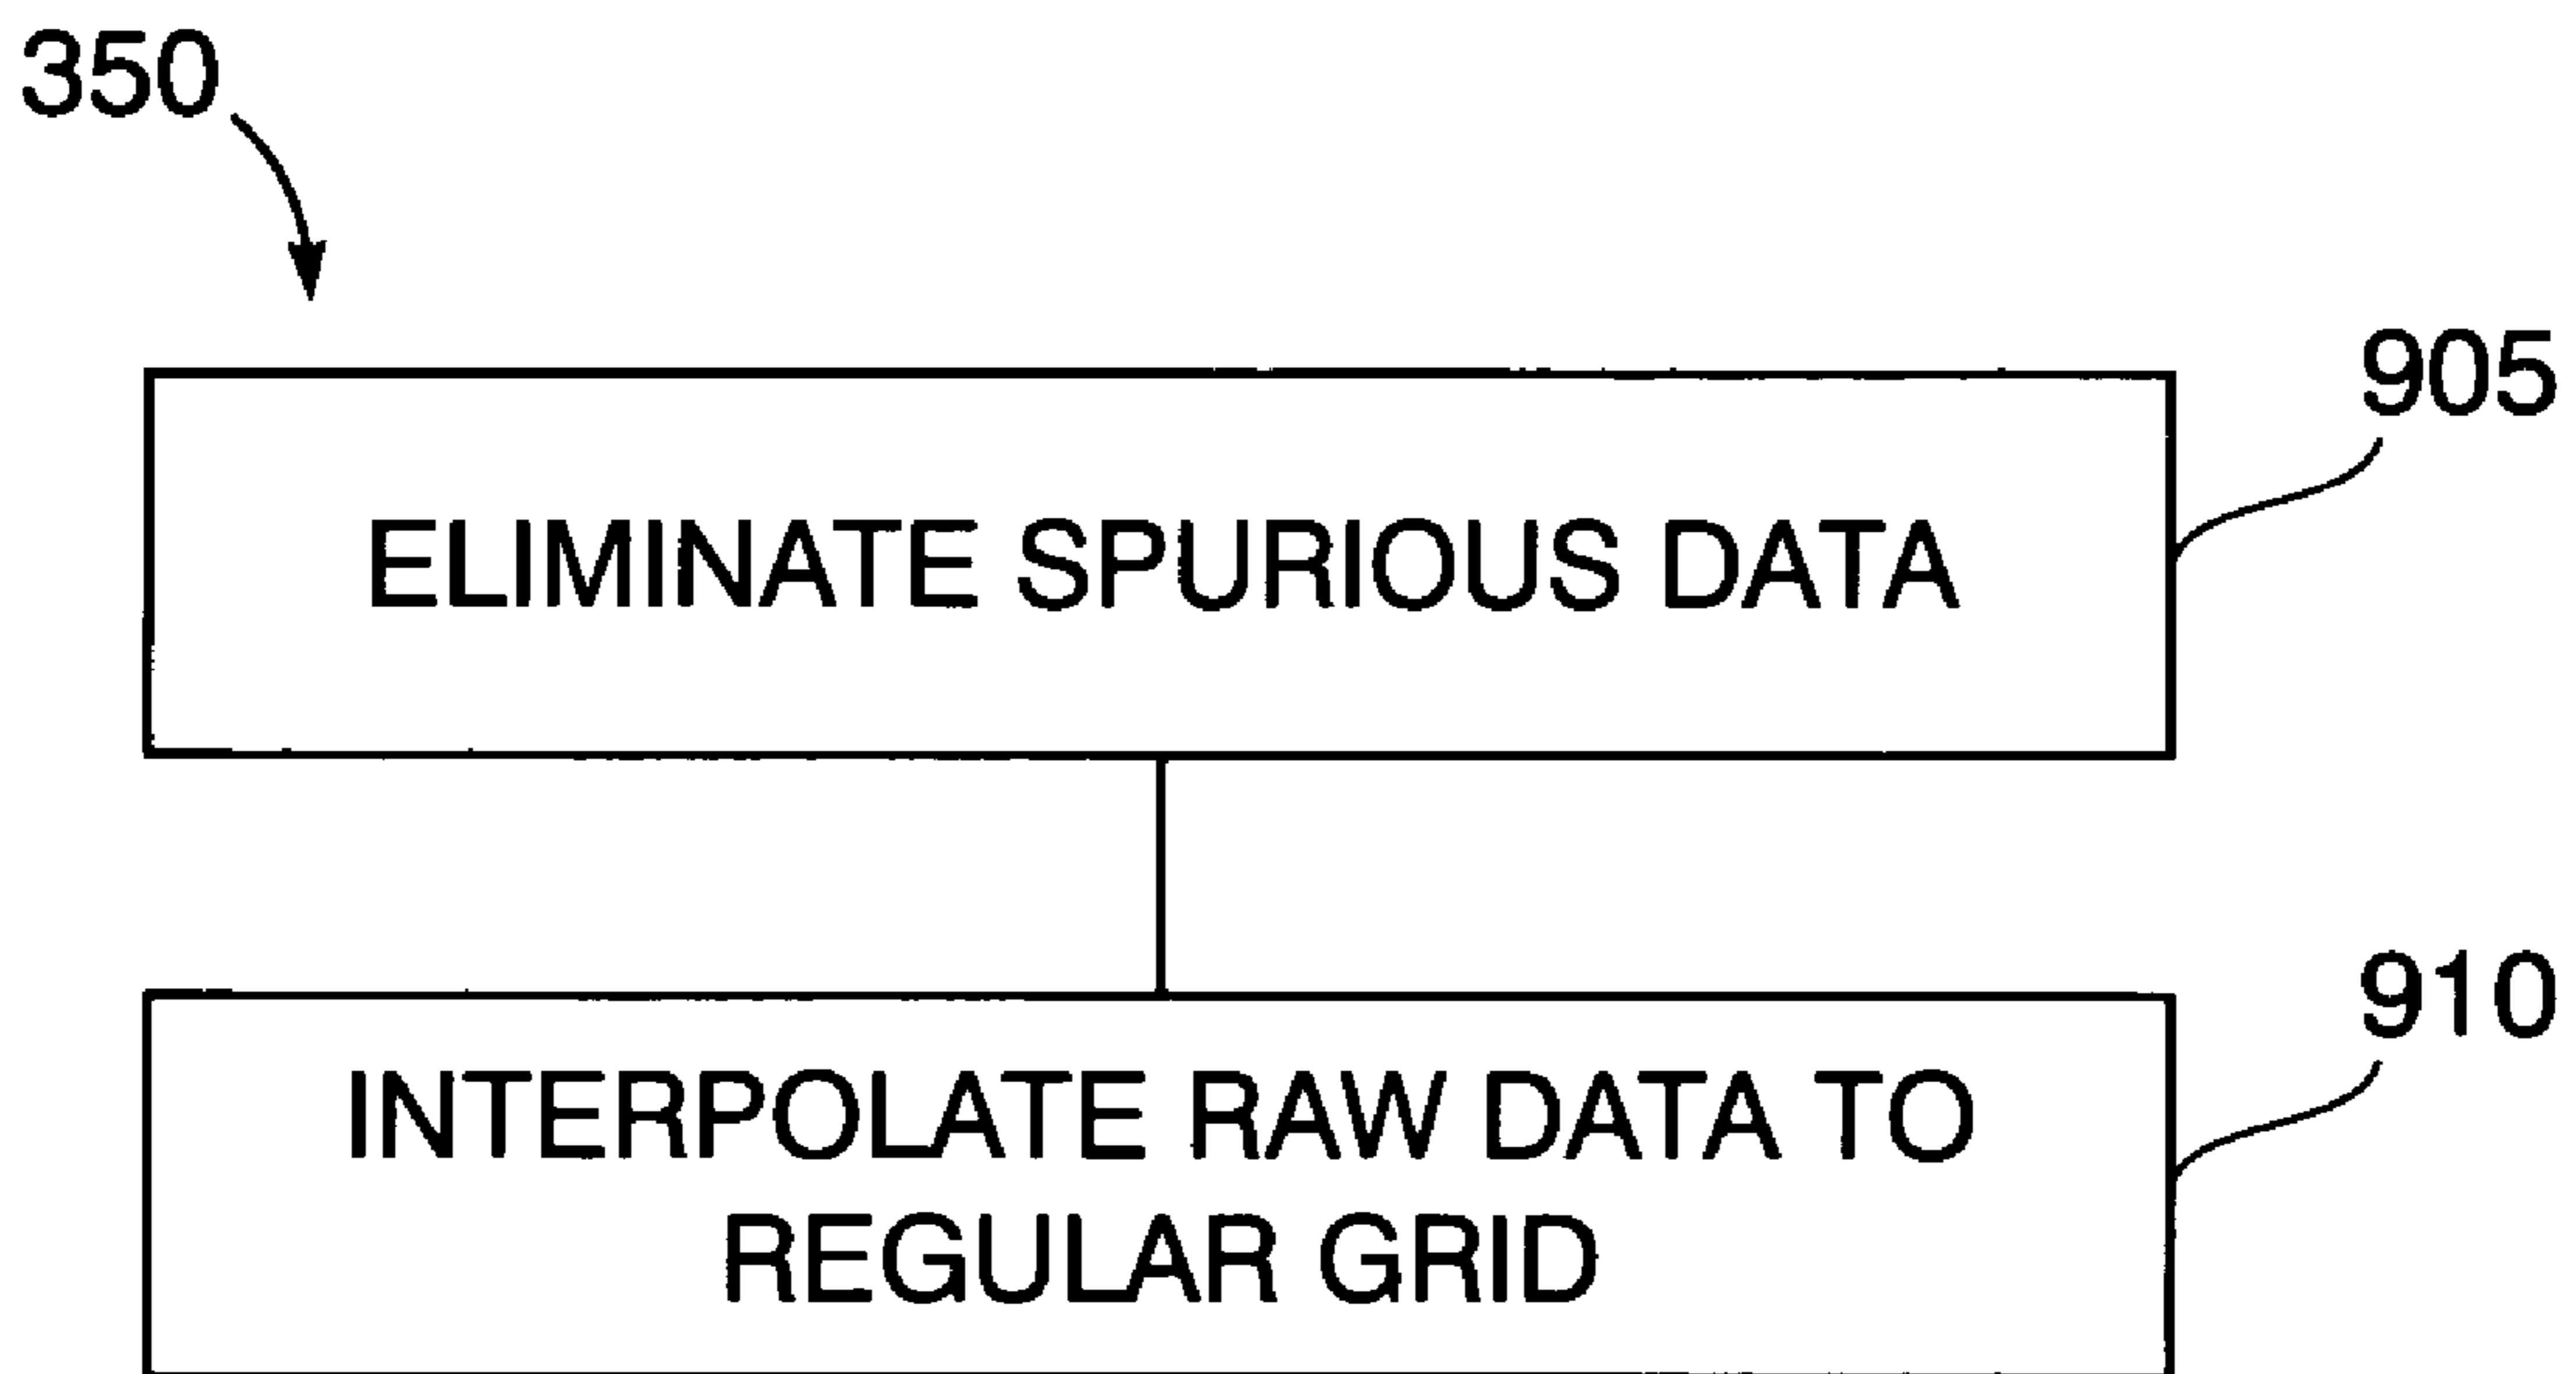 350
905
ELIMINATE SPURIOUS DATA
910
INTERPOLATE RAW DATA TO
REGULAR GRID